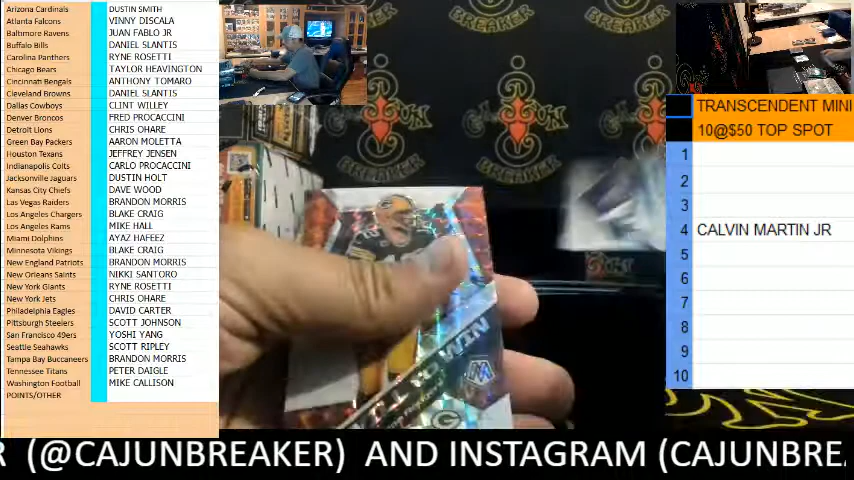 Arizona Cardinals DUSTIN SMITH
Atlanta Falcons VINNY DISCALA
Baltimore Ravens JUAN FABLO JR
Buffalo Bills DANIEL SLANTIS
Carolina Panthers RYNE ROSETTI
Chicago Bears TAYLOR HEAVINGTON
Cincinnati Bengals ANTHONY TOMARO
Cleveland Browns DANIEL SLANTIS
Dallas Cowboys CLINT WILLEY
Denver Broncos FRED PROCACCINI
Detroit Lions CHRIS OHARE
Green Bay Packers AARON MOLETTA
Houston Texans JEFFREY JENSEN
Indianapolis Colts CARLO PROCACCINI
Jacksonville Jaguars DUSTIN HOLT
Kansas City Chiefs DAVE WOOD
Las Vegas Raiders BRANDON MORRIS
Los Angeles Chargers BLAKE CRAIG
Los Angeles Rams MIKE HALL
Miami Dolphins AYAZ HAFEEZ
Minnesota Vikings BLAKE CRAIG
New England Patriots BRANDON MORRIS
New Orleans Saints NIKKI SANTORO
New York Giants RYNE ROSETTI
New York Jets CHRIS OHARE
Philadelphia Eagles DAVID CARTER
Pittsburgh Steelers SCOTT JOHNSON
San Francisco 49ers YOSHI YANG
Seattle Seahawks SCOTT RIPLEY
Tampa Bay Buccaneers BRANDON MORRIS
Tennessee Titans PETER DAIGLE
Washington Football MIKE CALLISON
POINTS/OTHER
BREAKER
WIN
TRANSCENDENT MINI
10@$50 TOP SPOT
1
2
3
4 CALVIN MARTIN JR
5
6
7
8
9
10
R (@CAJUNBREAKER) AND INSTAGRAM (CAJUNBREA